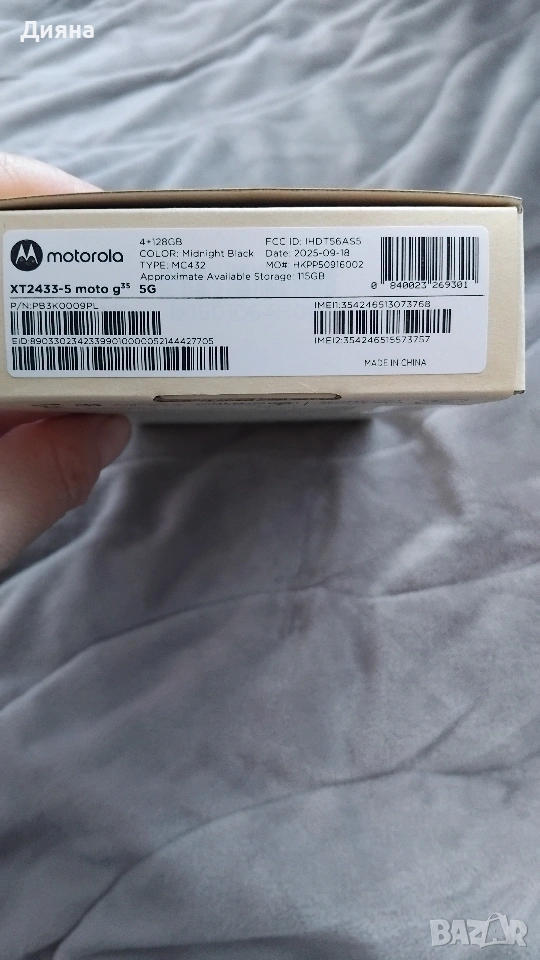 Дияна
motorola
4+128GB
COLOR: Midnight Black
TYPE: MC432
Approximate Available Storage: 115GB
FCC ID: IHDT56AS5
Date: 2025-09-18
MO#: HKPP50916002
0 840023 269301
XT2433-5 moto g35 5G
P/N:PB3K0009PL
EID:89033023423399010000052144427705
IMEI1:354246513073768
IMEI2:354246515573757
MADE IN CHINA
BAZAR